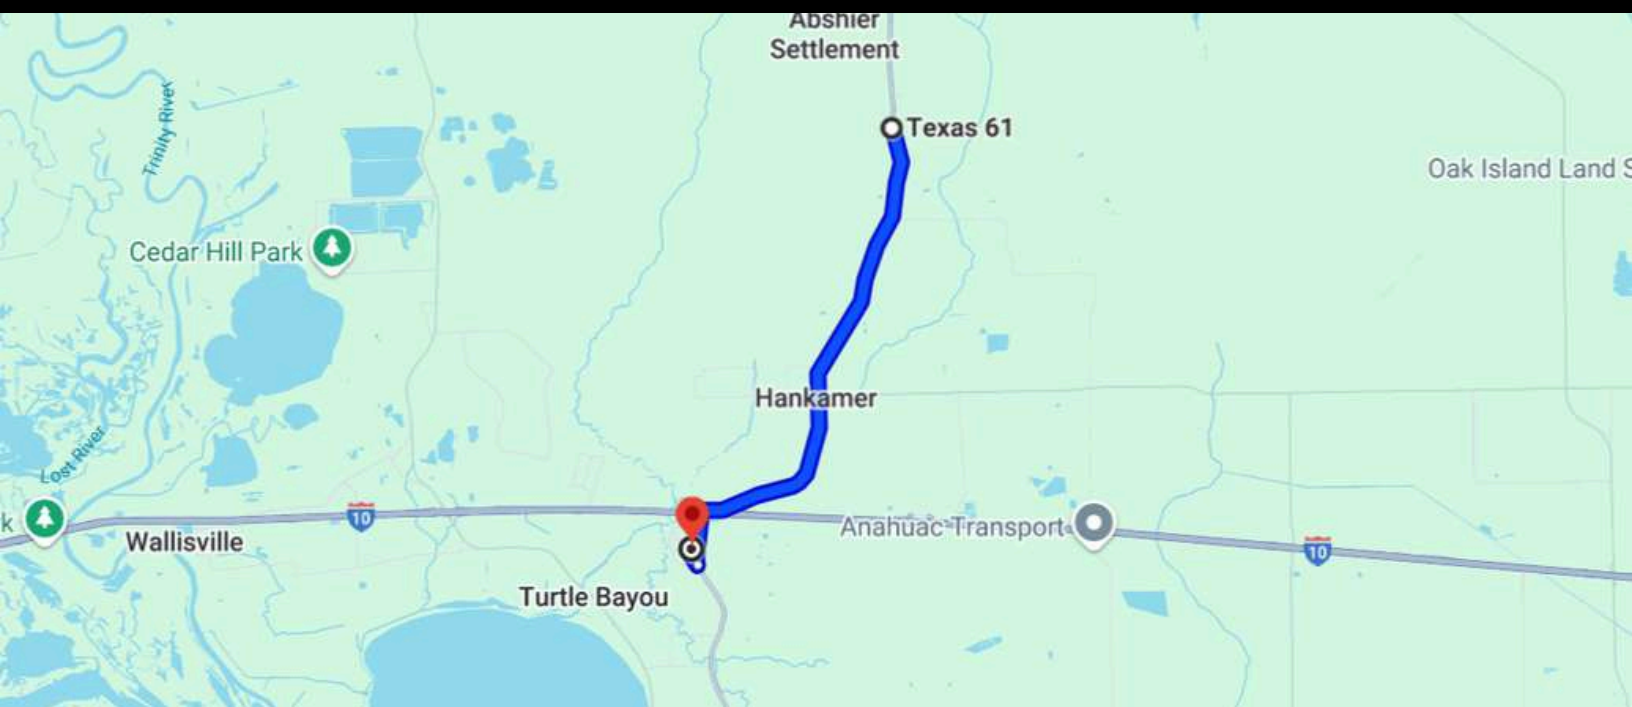 Abshier
Settlement
Texas 61
Trinity River
Oak Island Land S
Cedar Hill Park
Hankamer
Lost River
k
10
Wallisville
Anahuac Transport
10
Turtle Bayou